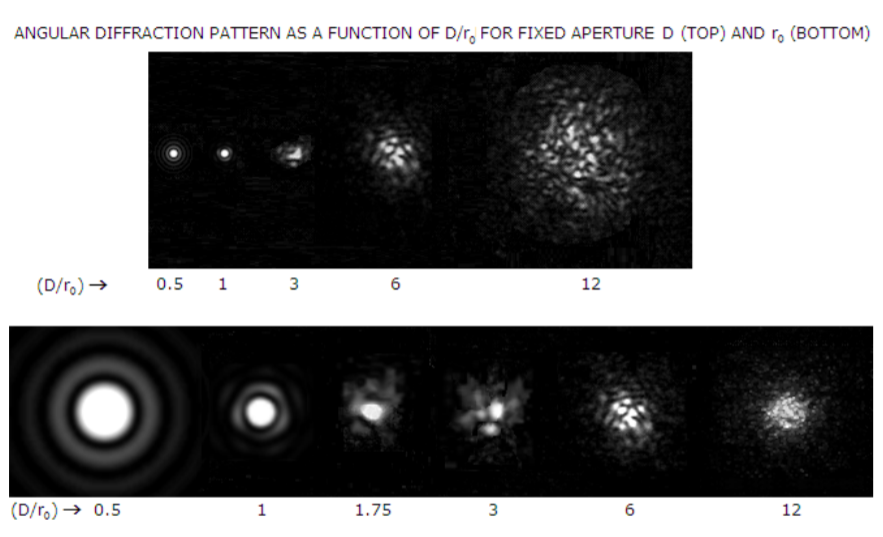 ANGULAR DIFFRACTION PATTERN AS A FUNCTION OF D/r₀ FOR FIXED APERTURE D (TOP) AND r₀ (BOTTOM)
(D/r₀) → 0.5 1 3 6 12
(D/r₀) → 0.5 1 1.75 3 6 12